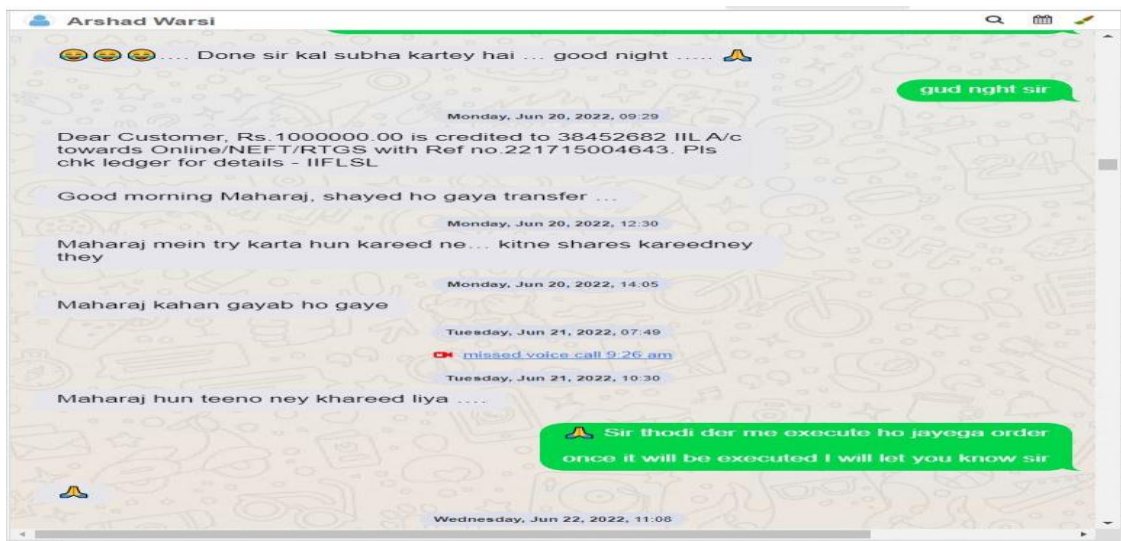 Arshad Warsi
😂😂😂.... Done sir kal subha kartey hai ... good night ..... 🙏
gud nght sir
Monday, Jun 20, 2022, 09:29
Dear Customer, Rs.1000000.00 is credited to 38452682 IIL A/c
towards Online/NEFT/RTGS with Ref no.221715004643. Pls
chk ledger for details - IIFLSL
Good morning Maharaj, shayed ho gaya transfer ...
Monday, Jun 20, 2022, 12:30
Maharaj mein try karta hun kareed ne... kitne shares kareedney
they
Monday, Jun 20, 2022, 14:05
Maharaj kahan gayab ho gaye
Tuesday, Jun 21, 2022, 07:49
missed voice call 9:26 am
Tuesday, Jun 21, 2022, 10:30
Maharaj hun teeno ney khareed liya ....
🙏 Sir thodi der me execute ho jayega order
once it will be executed I will let you know sir
🙏
Wednesday, Jun 22, 2022, 11:08